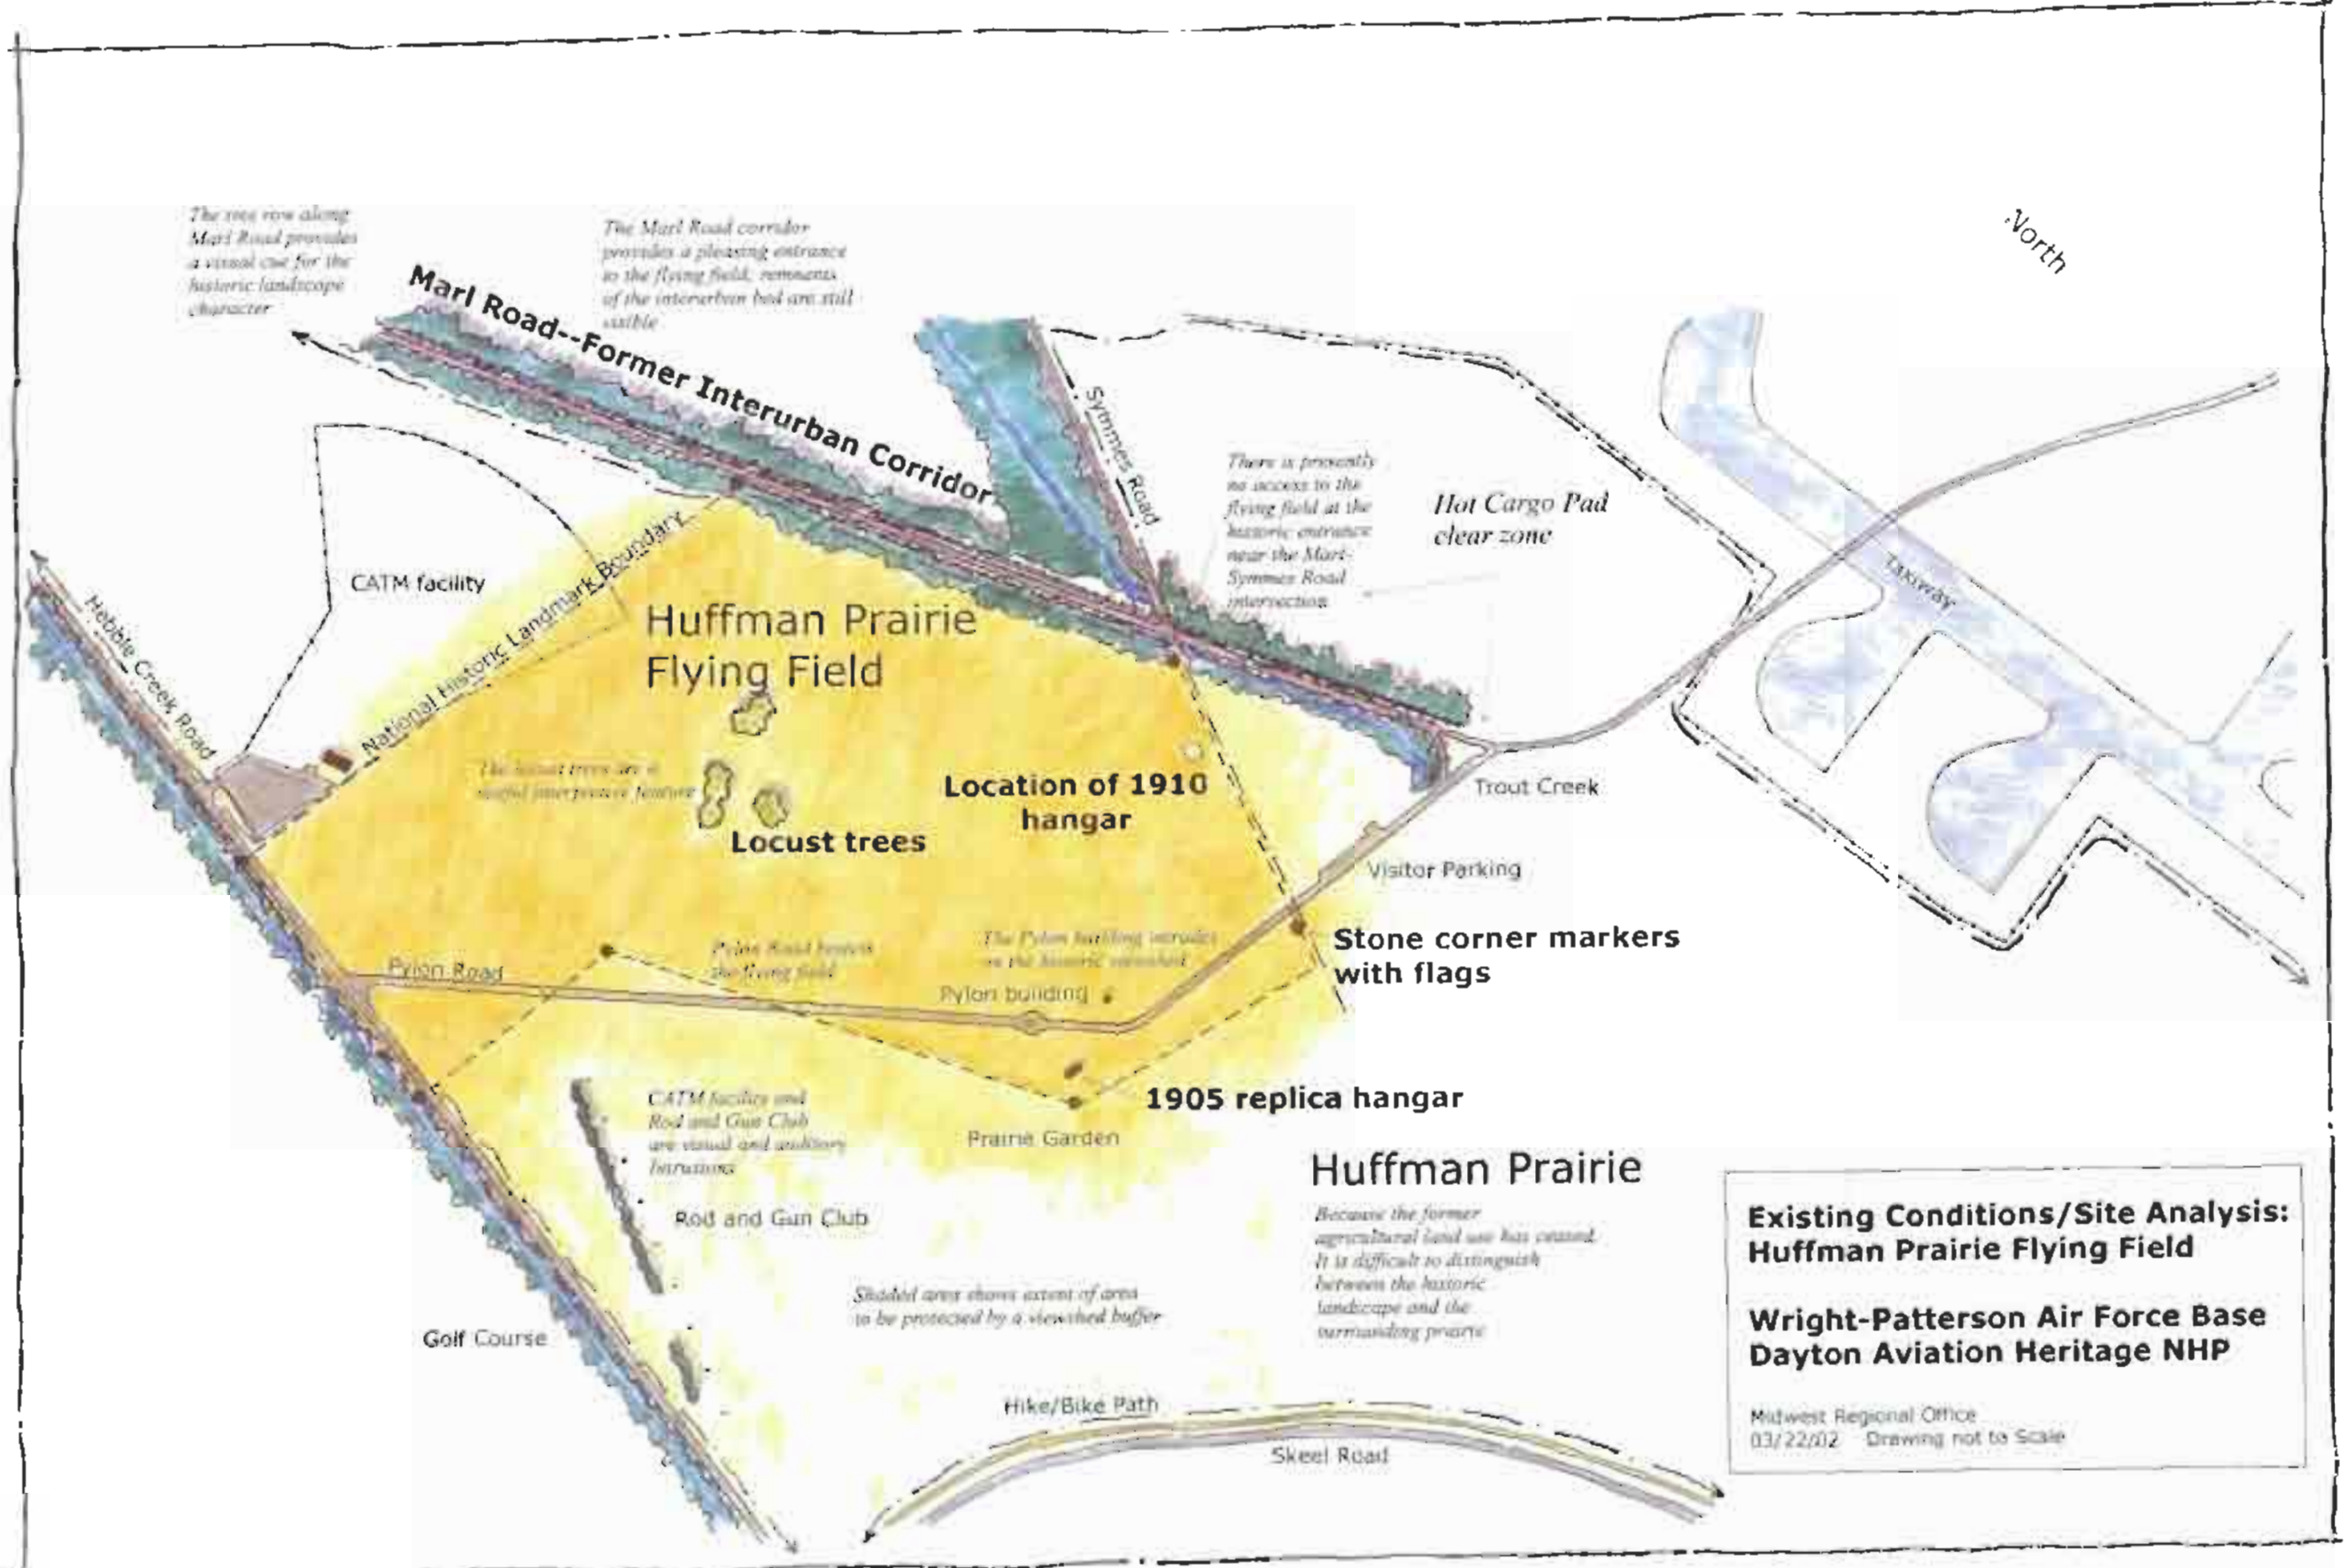 The tree row along
Marl Road provides
a visual cue for the
historic landscape
character
The Marl Road corridor
provides a pleasing entrance
to the flying field, remnants
of the interurban bed are still
visible
North
Marl Road--Former Interurban Corridor
Symmes Road
There is presently
no access to the
flying field at the
historic entrance
near the Marl-
Symmes Road
intersection
Hot Cargo Pad
clear zone
Taxiway
CATM facility
Hebble Creek Road
National Historic Landmark Boundary
Huffman Prairie
Flying Field
The locust trees are a
useful interpretive feature
Locust trees
Location of 1910
hangar
Trout Creek
Visitor Parking
Stone corner markers
with flags
Pylon Road
Pylon Road bisects
the flying field
The Pylon building intrudes
on the historic viewshed
Pylon building
1905 replica hangar
Prairie Garden
CATM facility and
Rod and Gun Club
are visual and auditory
intrusions
Rod and Gun Club
Golf Course
Shaded area shows extent of area
to be protected by a viewshed buffer
Huffman Prairie
Because the former
agricultural land use has ceased,
It is difficult to distinguish
between the historic
landscape and the
surrounding prairie
Hike/Bike Path
Skeel Road
Existing Conditions/Site Analysis:
Huffman Prairie Flying Field
Wright-Patterson Air Force Base
Dayton Aviation Heritage NHP
Midwest Regional Office
03/22/02 Drawing not to Scale